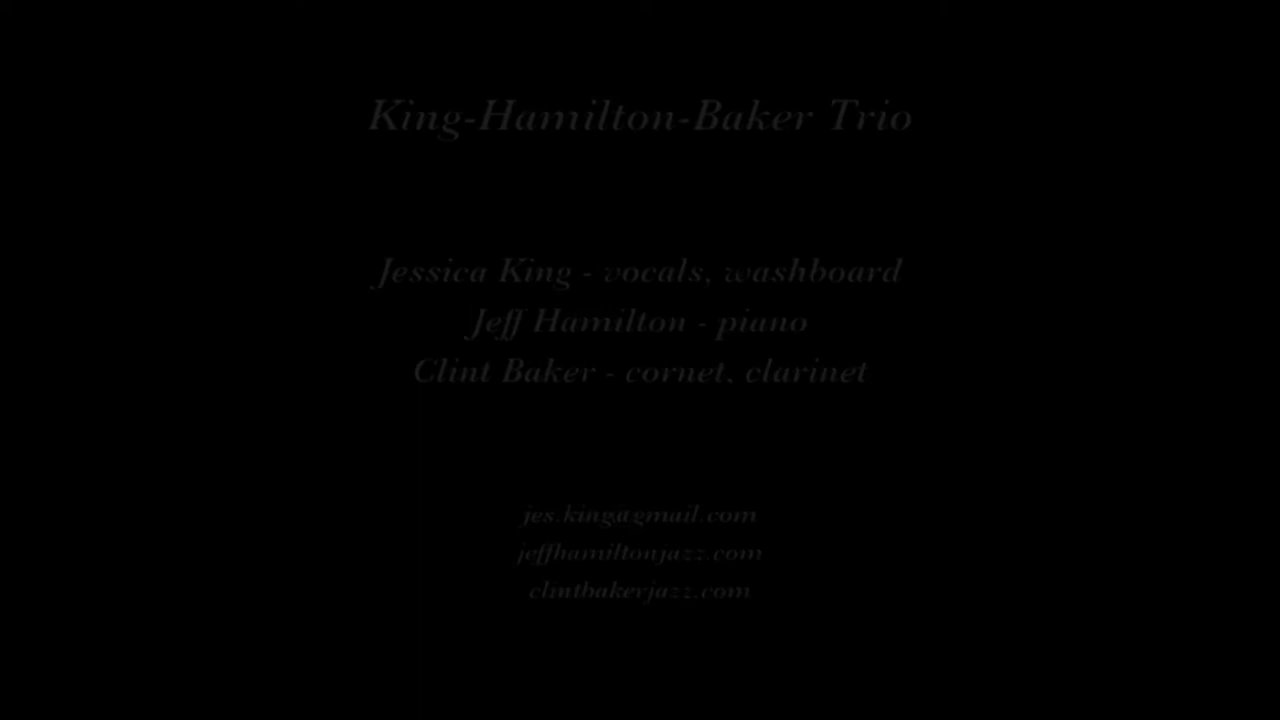 King-Hamilton-Baker Trio
Jessica King - vocals, washboard
Jeff Hamilton - piano
Clint Baker - cornet, clarinet
jes.king@gmail.com
jeffhamiltonjazz.com
clintbakerjazz.com